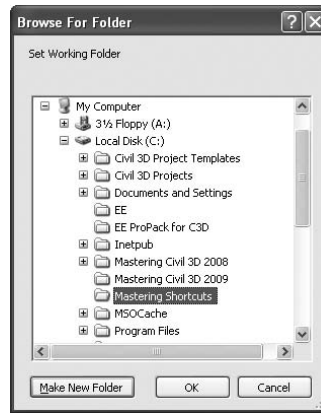 Browse For Folder
Set Working Folder
My Computer
3½ Floppy (A:)
Local Disk (C:)
Civil 3D Project Templates
Civil 3D Projects
Documents and Settings
EE
EE ProPack for C3D
Inetpub
Mastering Civil 3D 2008
Mastering Civil 3D 2009
Mastering Shortcuts
MSOCache
Program Files
Make New Folder OK Cancel